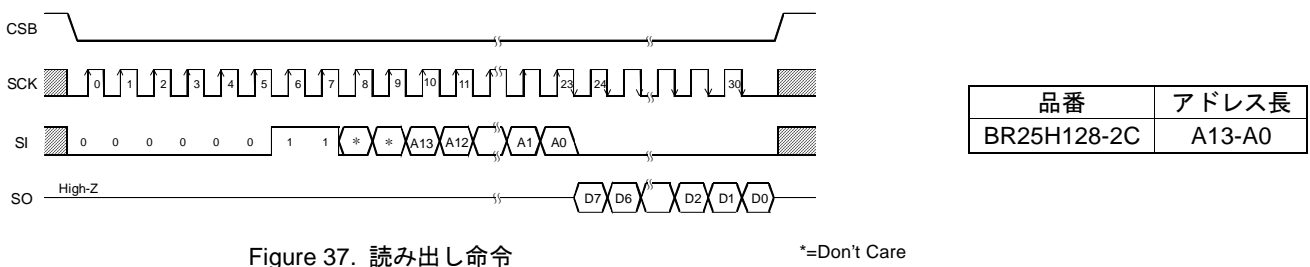 CSB
SCK 0 1 2 3 4 5 6 7 8 9 10 11 23 24 30
SI 0 0 0 0 0 0 1 1 * * A13 A12 A1 A0
SO High-Z D7 D6 D2 D1 D0
品番 アドレス長
BR25H128-2C A13-A0
Figure 37. 読み出し命令
*=Don't Care